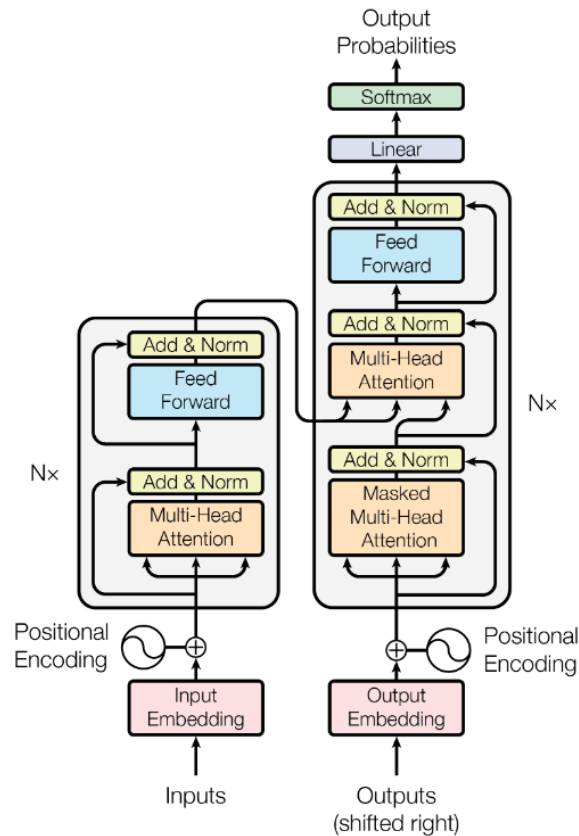 Output
Probabilities
Softmax
Linear
Add & Norm
Feed
Forward
Add & Norm
Multi-Head
Attention
Add & Norm
Masked
Multi-Head
Attention
Nx
Positional
Encoding
Output
Embedding
Outputs
(shifted right)
Add & Norm
Feed
Forward
Add & Norm
Multi-Head
Attention
N×
Positional
Encoding
Input
Embedding
Inputs